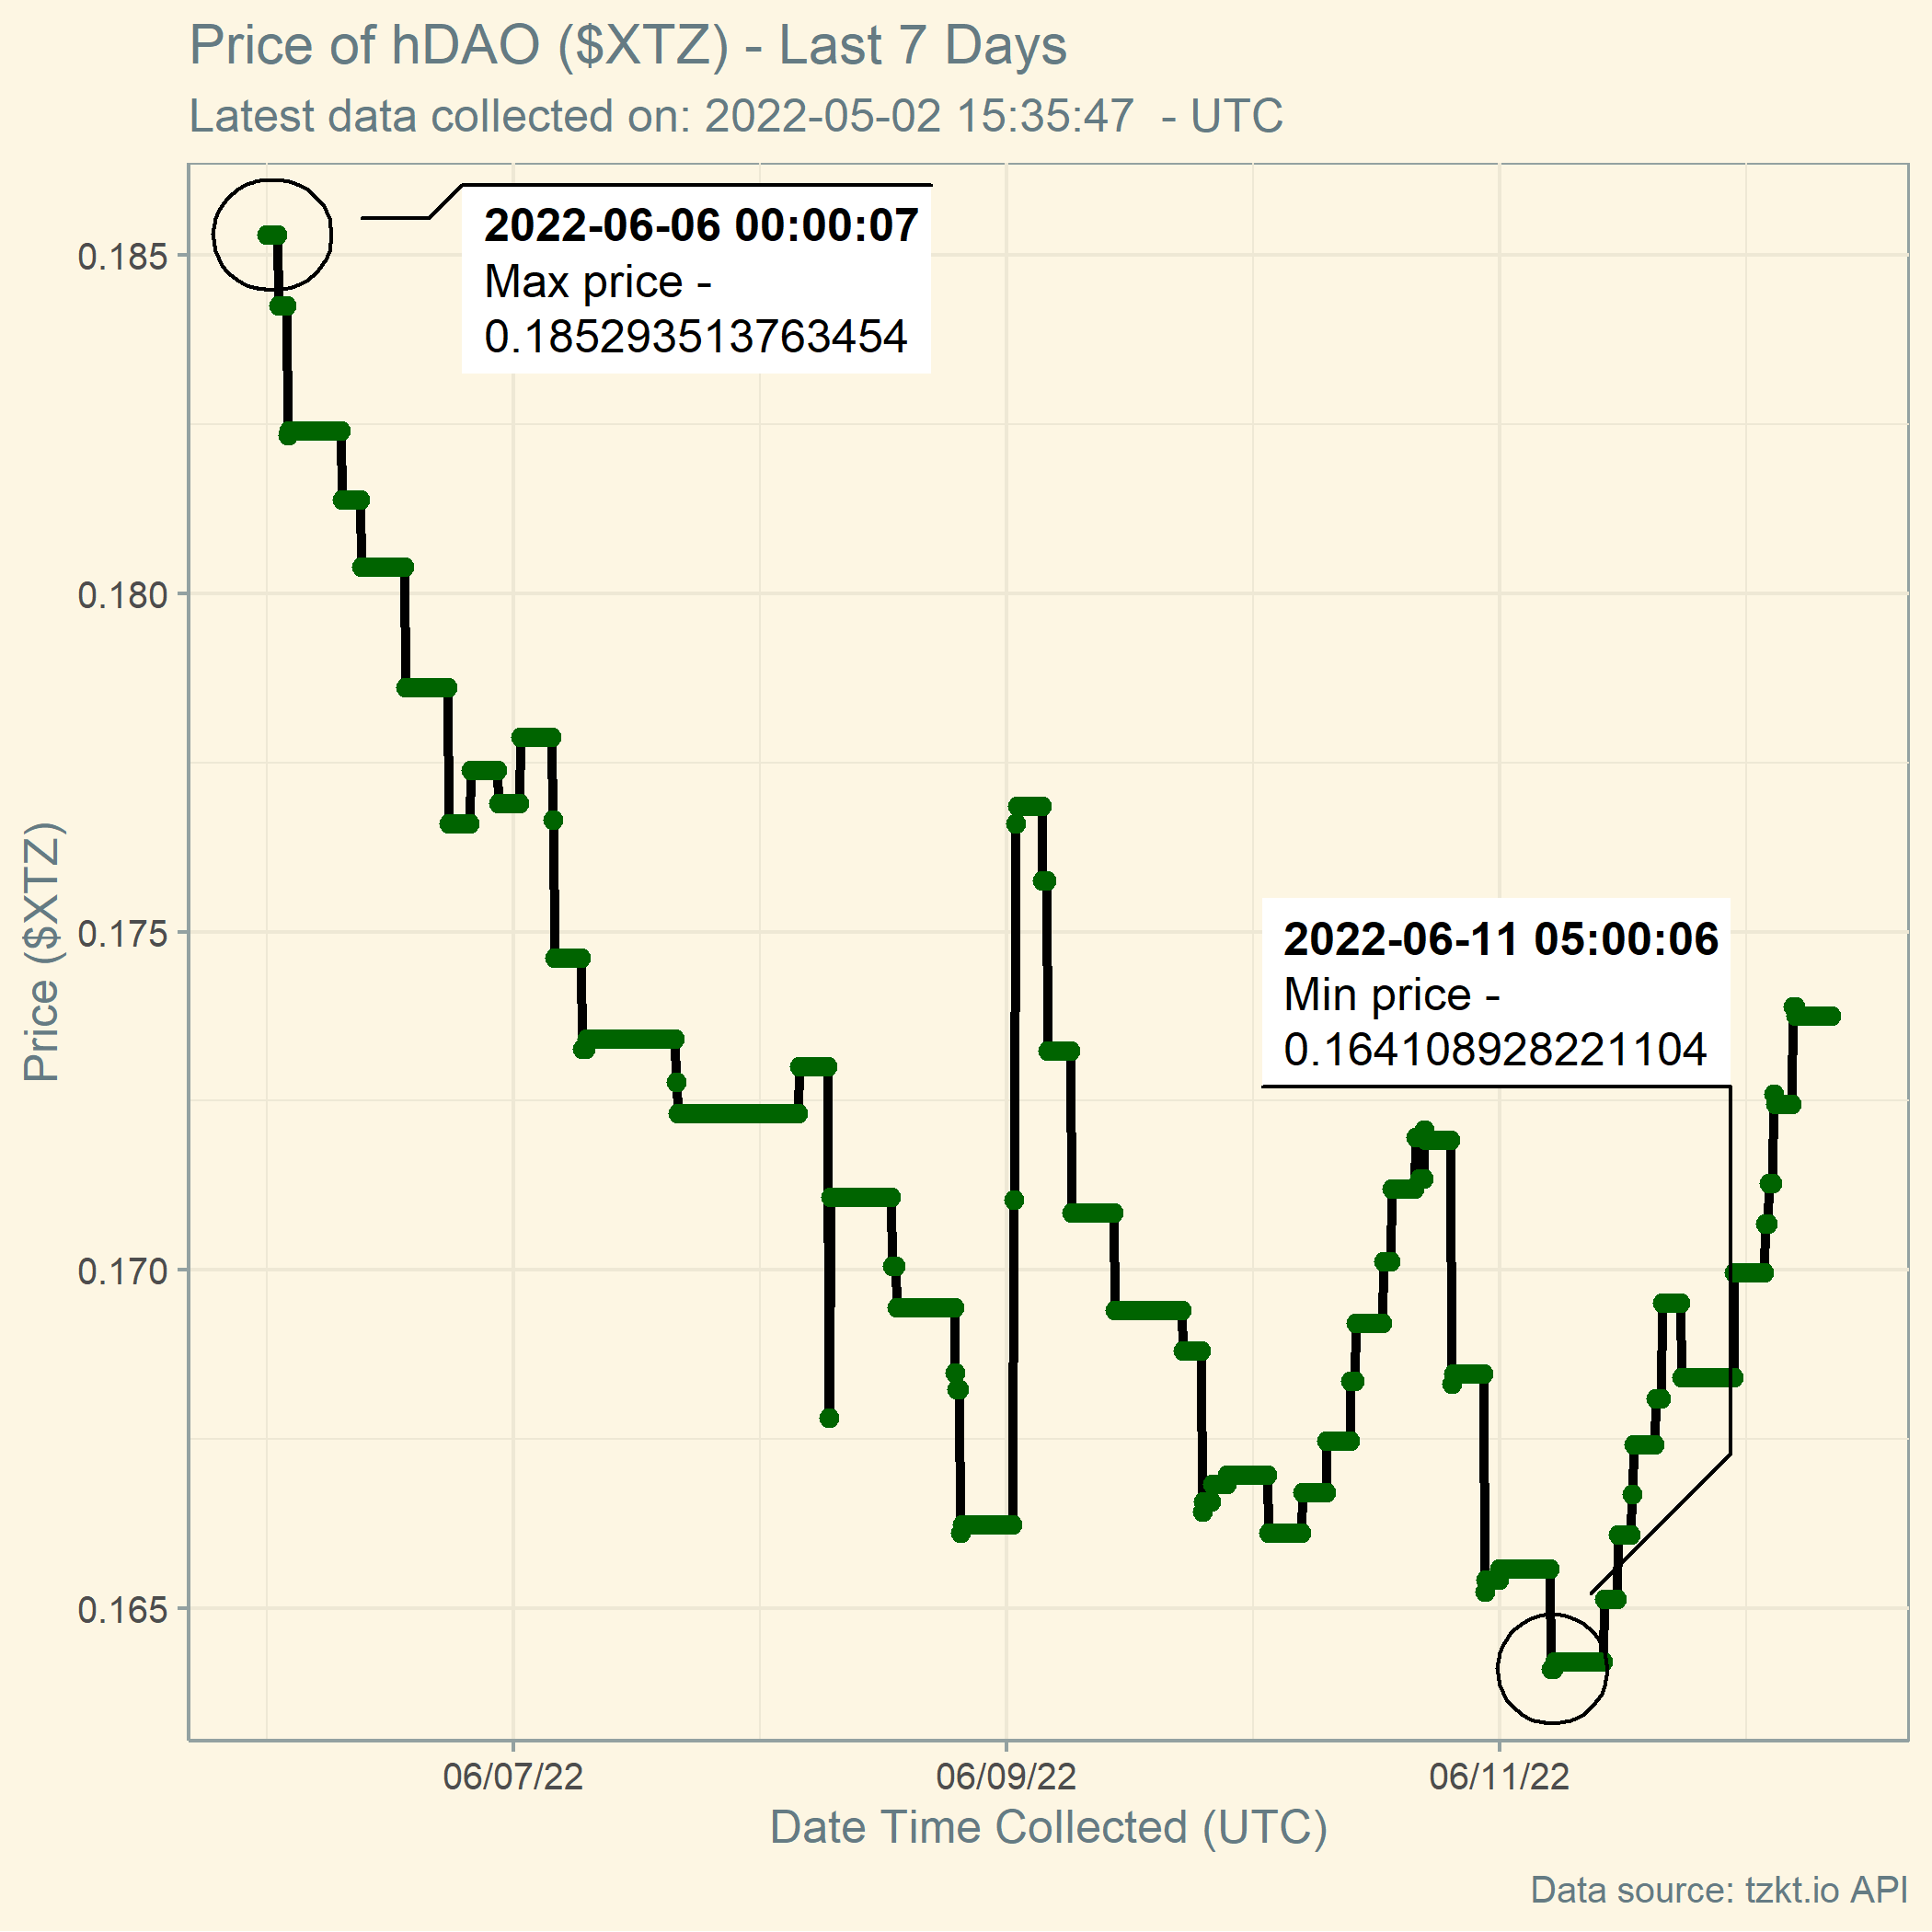 Price of hDAO ($XTZ) - Last 7 Days
Latest data collected on: 2022-05-02 15:35:47  - UTC
2022-06-06 00:00:07
Max price -
0.185293513763454
2022-06-11 05:00:06
Min price -
0.164108928221104
Price ($XTZ)
0.185
0.180
0.175
0.170
0.165
06/07/22
06/09/22
06/11/22
Date Time Collected (UTC)
Data source: tzkt.io API